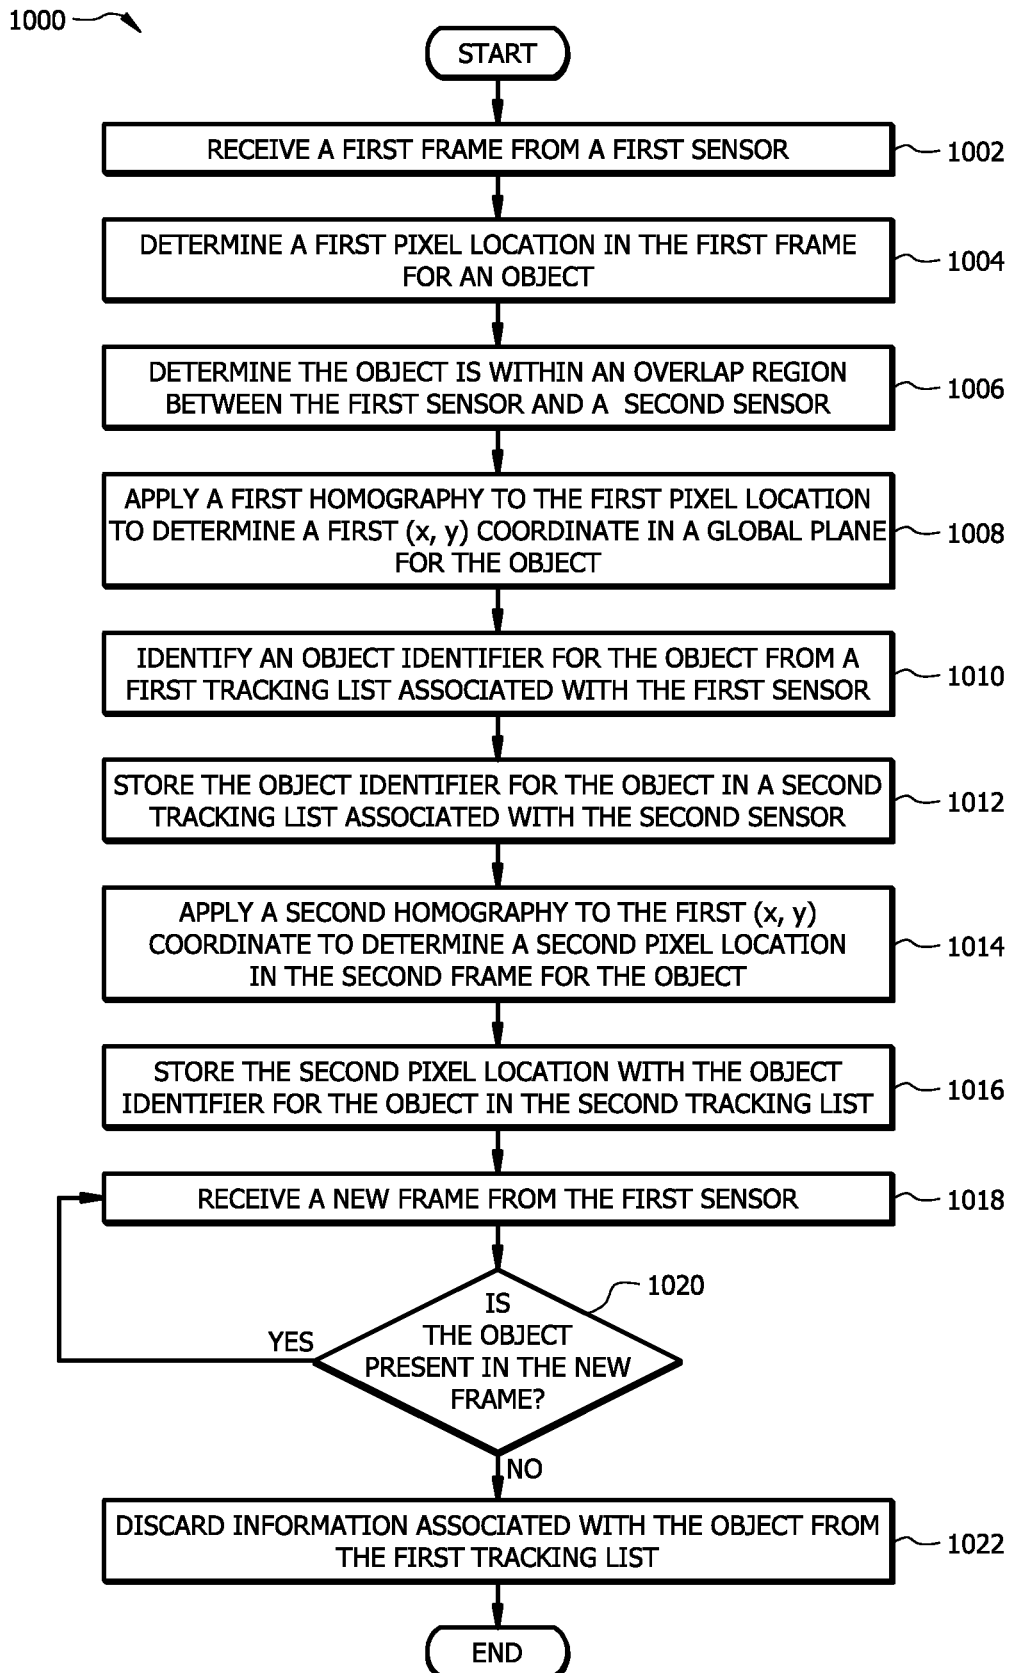 1000
START
RECEIVE A FIRST FRAME FROM A FIRST SENSOR
1002
DETERMINE A FIRST PIXEL LOCATION IN THE FIRST FRAME
FOR AN OBJECT
1004
DETERMINE THE OBJECT IS WITHIN AN OVERLAP REGION
BETWEEN THE FIRST SENSOR AND A SECOND SENSOR
1006
APPLY A FIRST HOMOGRAPHY TO THE FIRST PIXEL LOCATION
TO DETERMINE A FIRST (x, y) COORDINATE IN A GLOBAL PLANE
FOR THE OBJECT
1008
IDENTIFY AN OBJECT IDENTIFIER FOR THE OBJECT FROM A
FIRST TRACKING LIST ASSOCIATED WITH THE FIRST SENSOR
1010
STORE THE OBJECT IDENTIFIER FOR THE OBJECT IN A SECOND
TRACKING LIST ASSOCIATED WITH THE SECOND SENSOR
1012
APPLY A SECOND HOMOGRAPHY TO THE FIRST (x, y)
COORDINATE TO DETERMINE A SECOND PIXEL LOCATION
IN THE SECOND FRAME FOR THE OBJECT
1014
STORE THE SECOND PIXEL LOCATION WITH THE OBJECT
IDENTIFIER FOR THE OBJECT IN THE SECOND TRACKING LIST
1016
RECEIVE A NEW FRAME FROM THE FIRST SENSOR
1018
IS
THE OBJECT
PRESENT IN THE NEW
FRAME?
1020
YES
NO
DISCARD INFORMATION ASSOCIATED WITH THE OBJECT FROM
THE FIRST TRACKING LIST
1022
END